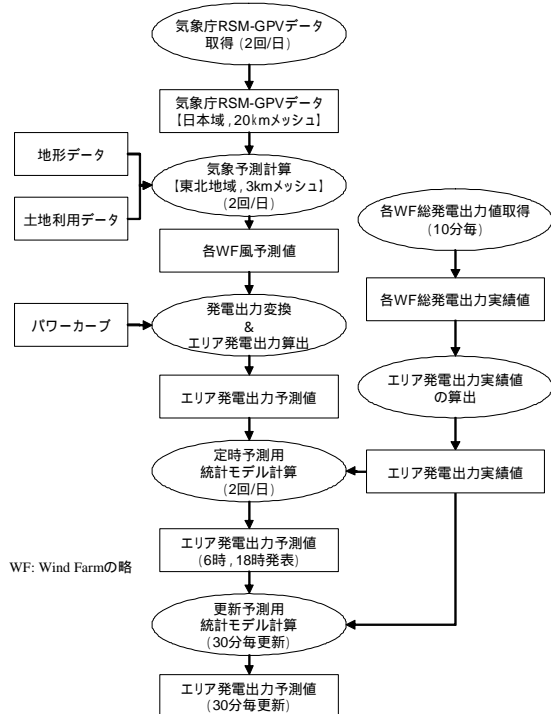 気象庁RSM-GPVデータ
取得 (2回/日)
気象庁RSM-GPVデータ
【日本域 , 20kmメッシュ】
地形データ
土地利用データ
気象予測計算
【東北地域 , 3kmメッシュ】
(2回/日)
各WF風予測値
パワーカーブ
発電出力変換
&
エリア発電出力算出
エリア発電出力予測値
定時予測用
統計モデル計算
(2回/日)
エリア発電出力予測値
(6時 , 18時発表)
更新予測用
統計モデル計算
(30分毎更新)
エリア発電出力予測値
(30分毎更新)
各WF総発電出力値取得
(10分毎)
各WF総発電出力実績値
エリア発電出力実績値
の算出
エリア発電出力実績値
WF: Wind Farmの略